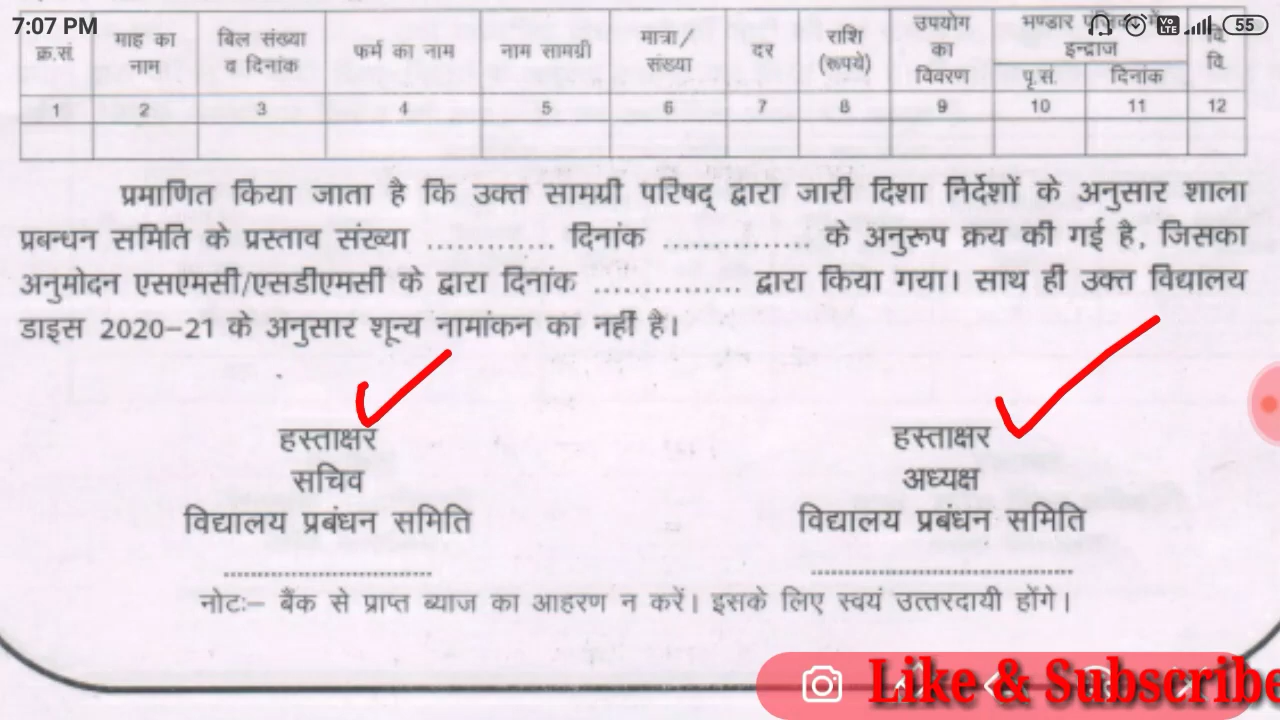 7:07 PM
55
क्र.सं. माह का नाम बिल संख्या व दिनांक फर्म का नाम नाम सामग्री मात्रा/संख्या दर राशि (रूपये) उपयोग का विवरण भण्डार इन्द्राज पृ.सं. दिनांक वि.
1 2 3 4 5 6 7 8 9 10 11 12
प्रमाणित किया जाता है कि उक्त सामग्री परिषद् द्वारा जारी दिशा निर्देशों के अनुसार शाला
प्रबन्धन समिति के प्रस्ताव संख्या ............. दिनांक ............... के अनुरूप क्रय की गई है, जिसका
अनुमोदन एसएमसी/एसडीएमसी के द्वारा दिनांक ............... द्वारा किया गया। साथ ही उक्त विद्यालय
डाइस 2020–21 के अनुसार शून्य नामांकन का नहीं है।
हस्ताक्षर
सचिव
विद्यालय प्रबंधन समिति
हस्ताक्षर
अध्यक्ष
विद्यालय प्रबंधन समिति
नोटः– बैंक से प्राप्त ब्याज का आहरण न करें। इसके लिए स्वयं उत्तरदायी होंगे।
Like & Subscribe